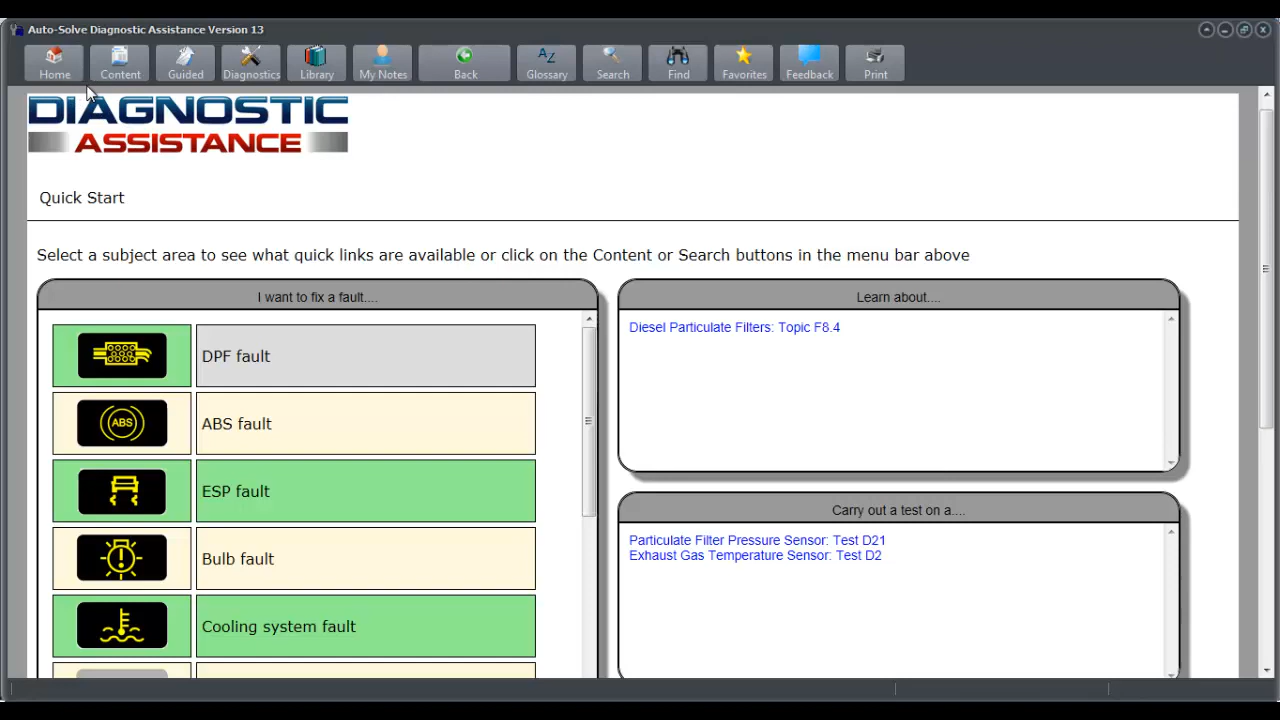 Auto-Solve Diagnostic Assistance Version 13
Home Content Guided Diagnostics Library My Notes Back Glossary Search Find Favorites Feedback Print
DIAGNOSTIC
ASSISTANCE
Quick Start
Select a subject area to see what quick links are available or click on the Content or Search buttons in the menu bar above
I want to fix a fault....
DPF fault
ABS
ABS fault
ESP fault
Bulb fault
Cooling system fault
Learn about....
Diesel Particulate Filters: Topic F8.4
Carry out a test on a....
Particulate Filter Pressure Sensor: Test D21
Exhaust Gas Temperature Sensor: Test D2